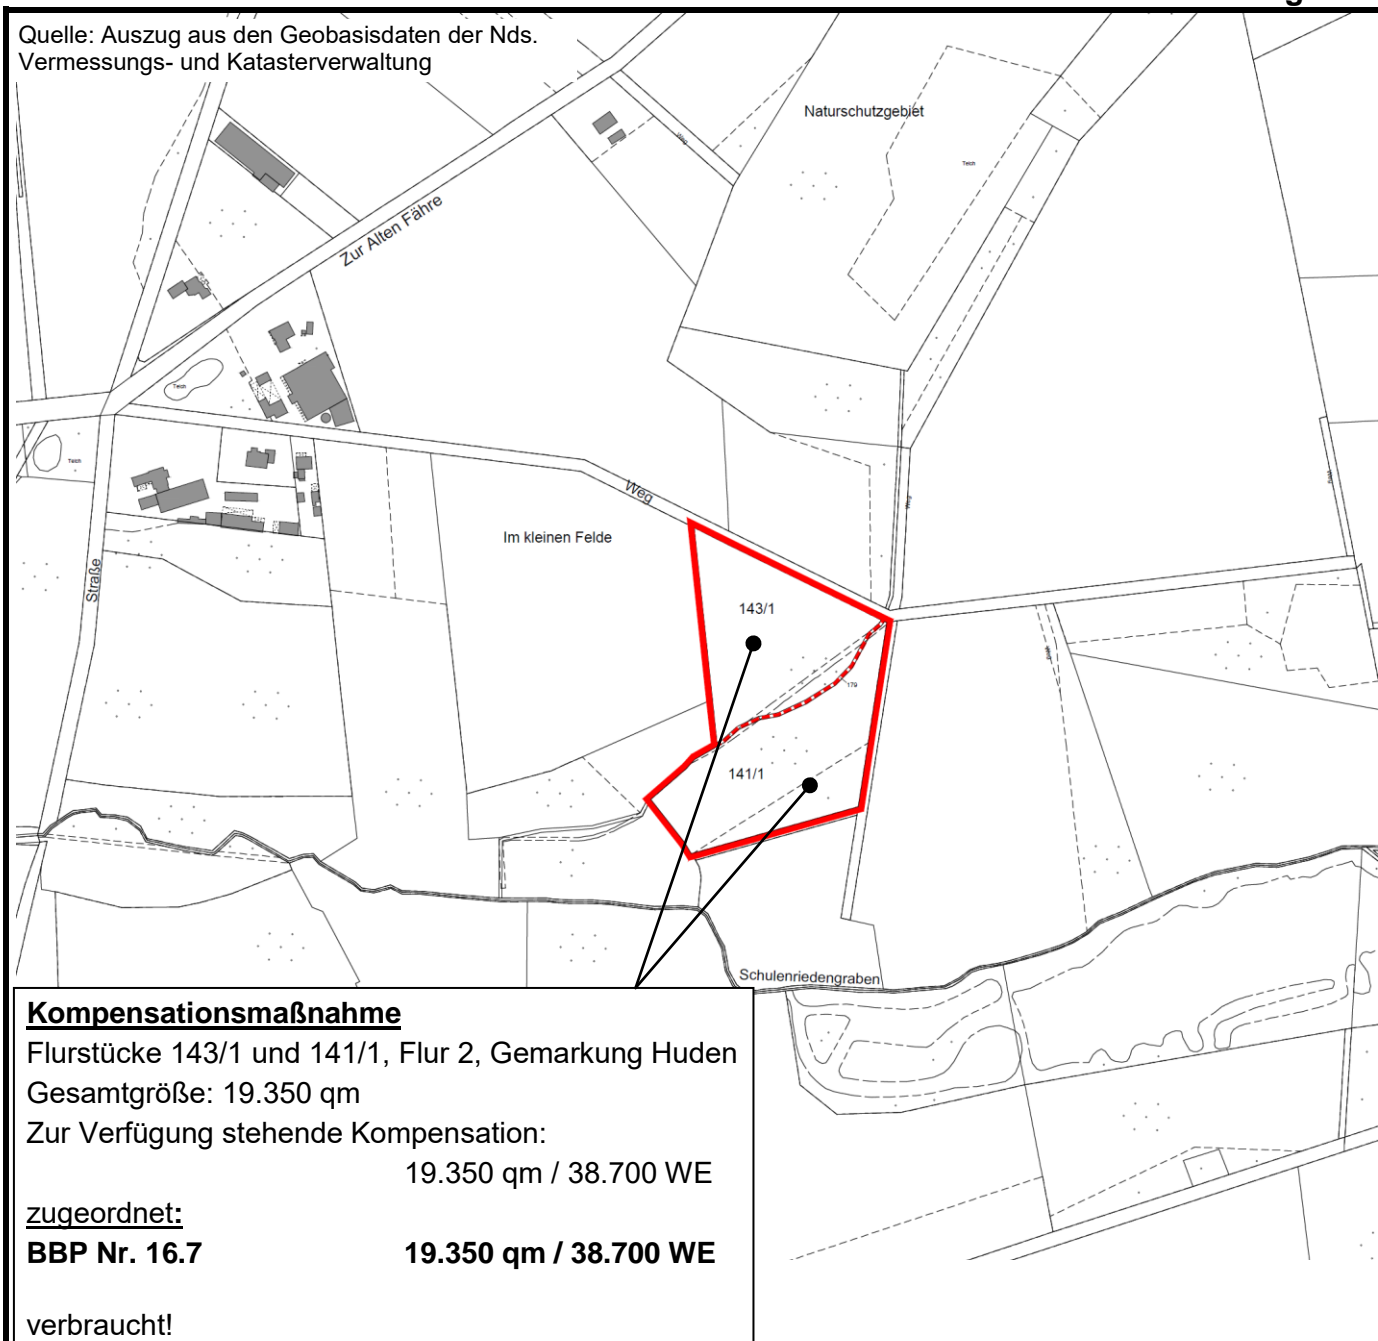 Quelle: Auszug aus den Geobasisdaten der Nds.
Vermessungs- und Katasterverwaltung
Naturschutzgebiet
Teich
Weg
Zur Alten Fähre
Teich
Teich
Weg
Weg
Im kleinen Felde
Straße
143/1
179
141/1
Schulenriedengraben
Kompensationsmaßnahme
Flurstücke 143/1 und 141/1, Flur 2, Gemarkung Huden
Gesamtgröße: 19.350 qm
Zur Verfügung stehende Kompensation:
19.350 qm / 38.700 WE
zugeordnet:
BBP Nr. 16.7 19.350 qm / 38.700 WE
verbraucht!